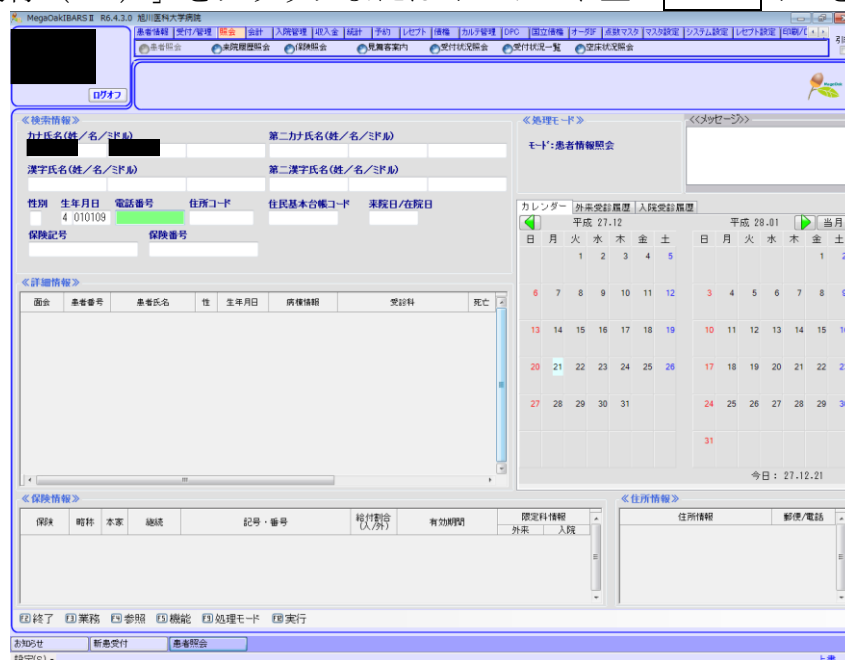 MegaOakIBARSⅡ R6.4.3.0 旭川医科大学病院
患者情報 受付/管理 照会 会計 入院管理 収入金 統計 予約 レセプト 債権 カルテ管理 DPC 国立債権 オーダIF 点数マスタ マスタ設定 システム設定 レセプト設定
患者照会 来院履歴照会 保険照会 見舞客案内 受付状況照会 受付状況一覧 空床状況照会
ログオフ
≪検索情報≫ ≪処理モード≫ <<メッセージ>>
カナ氏名(姓/名/ミドル) 第二カナ氏名(姓/名/ミドル)
モード:患者情報照会
漢字氏名(姓/名/ミドル) 第二漢字氏名(姓/名/ミドル)
性別 生年月日 電話番号 住所コード 住民基本台帳コード 来院日/在院日
4 010109
保険記号 保険番号
カレンダー 外来受診履歴 入院受診履歴
平成 27.12 平成 28.01 当月
日 月 火 水 木 金 土 日 月 火 水 木 金 土
1 2 3 4 5 1 2
6 7 8 9 10 11 12 3 4 5 6 7 8 9
13 14 15 16 17 18 19 10 11 12 13 14 15
20 21 22 23 24 25 26 17 18 19 20 21 22
27 28 29 30 31 24 25 26 27 28 29
31
今日: 27.12.21
≪詳細情報≫
面会 患者番号 患者氏名 性 生年月日 病棟情報 受診科 死亡
≪保険情報≫ ≪住所情報≫
保険 略称 本家 継続 記号・番号 給付割合(入/外) 有効期間 限定科情報 外来 入院
住所情報 郵便/電話
F2 終了 F3 業務 F4 参照 F5 機能 F9 処理モード 実行
お知らせ 新患受付 患者照会